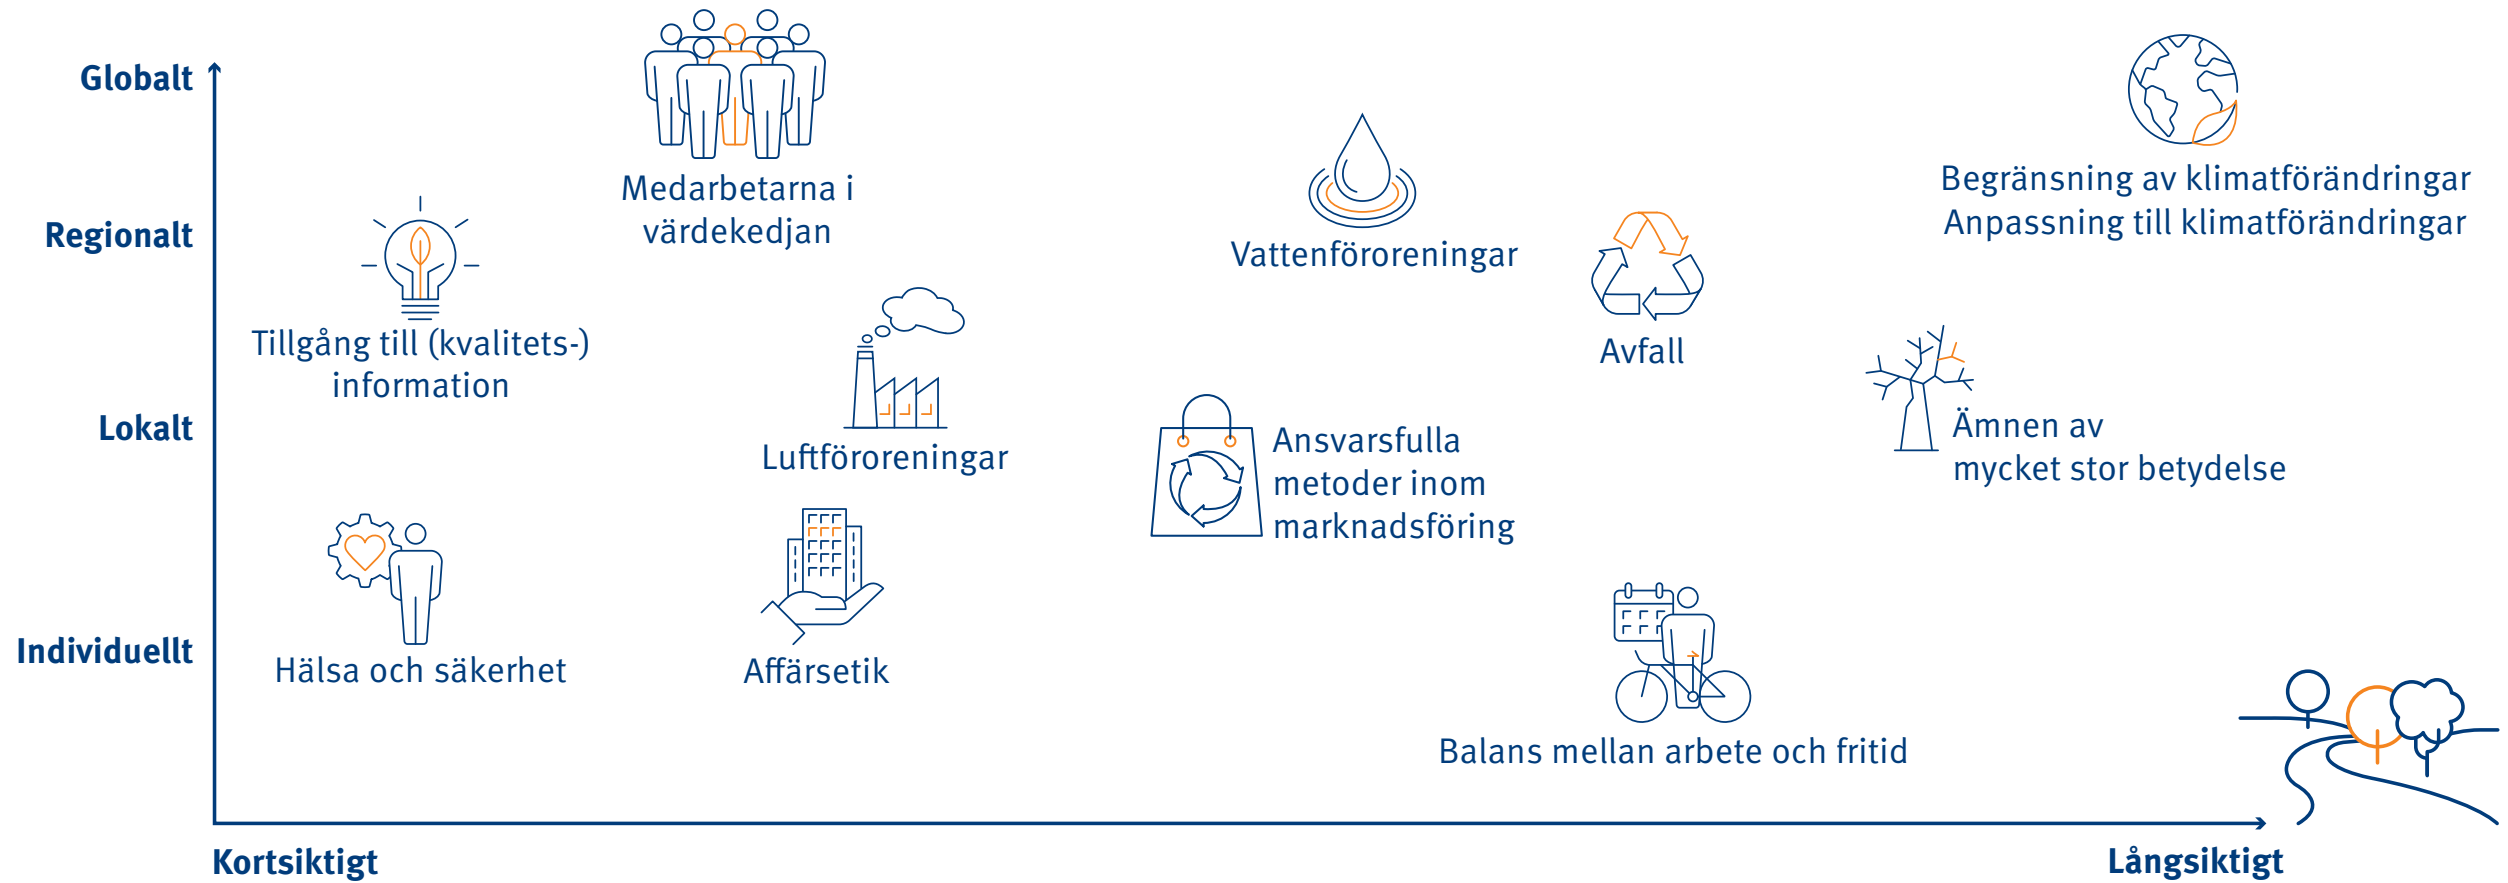 Globalt
Regionalt
Lokalt
Individuellt
Medarbetarna i
värdekedjan
Begränsning av klimatförändringar
Anpassning till klimatförändringar
Vattenföroreningar
Tillgång till (kvalitets-)
information
Avfall
Luftföroreningar
Ansvarsfulla
metoder inom
marknadsföring
Ämnen av
mycket stor betydelse
Hälsa och säkerhet
Affärsetik
Balans mellan arbete och fritid
Kortsiktigt
Långsiktigt